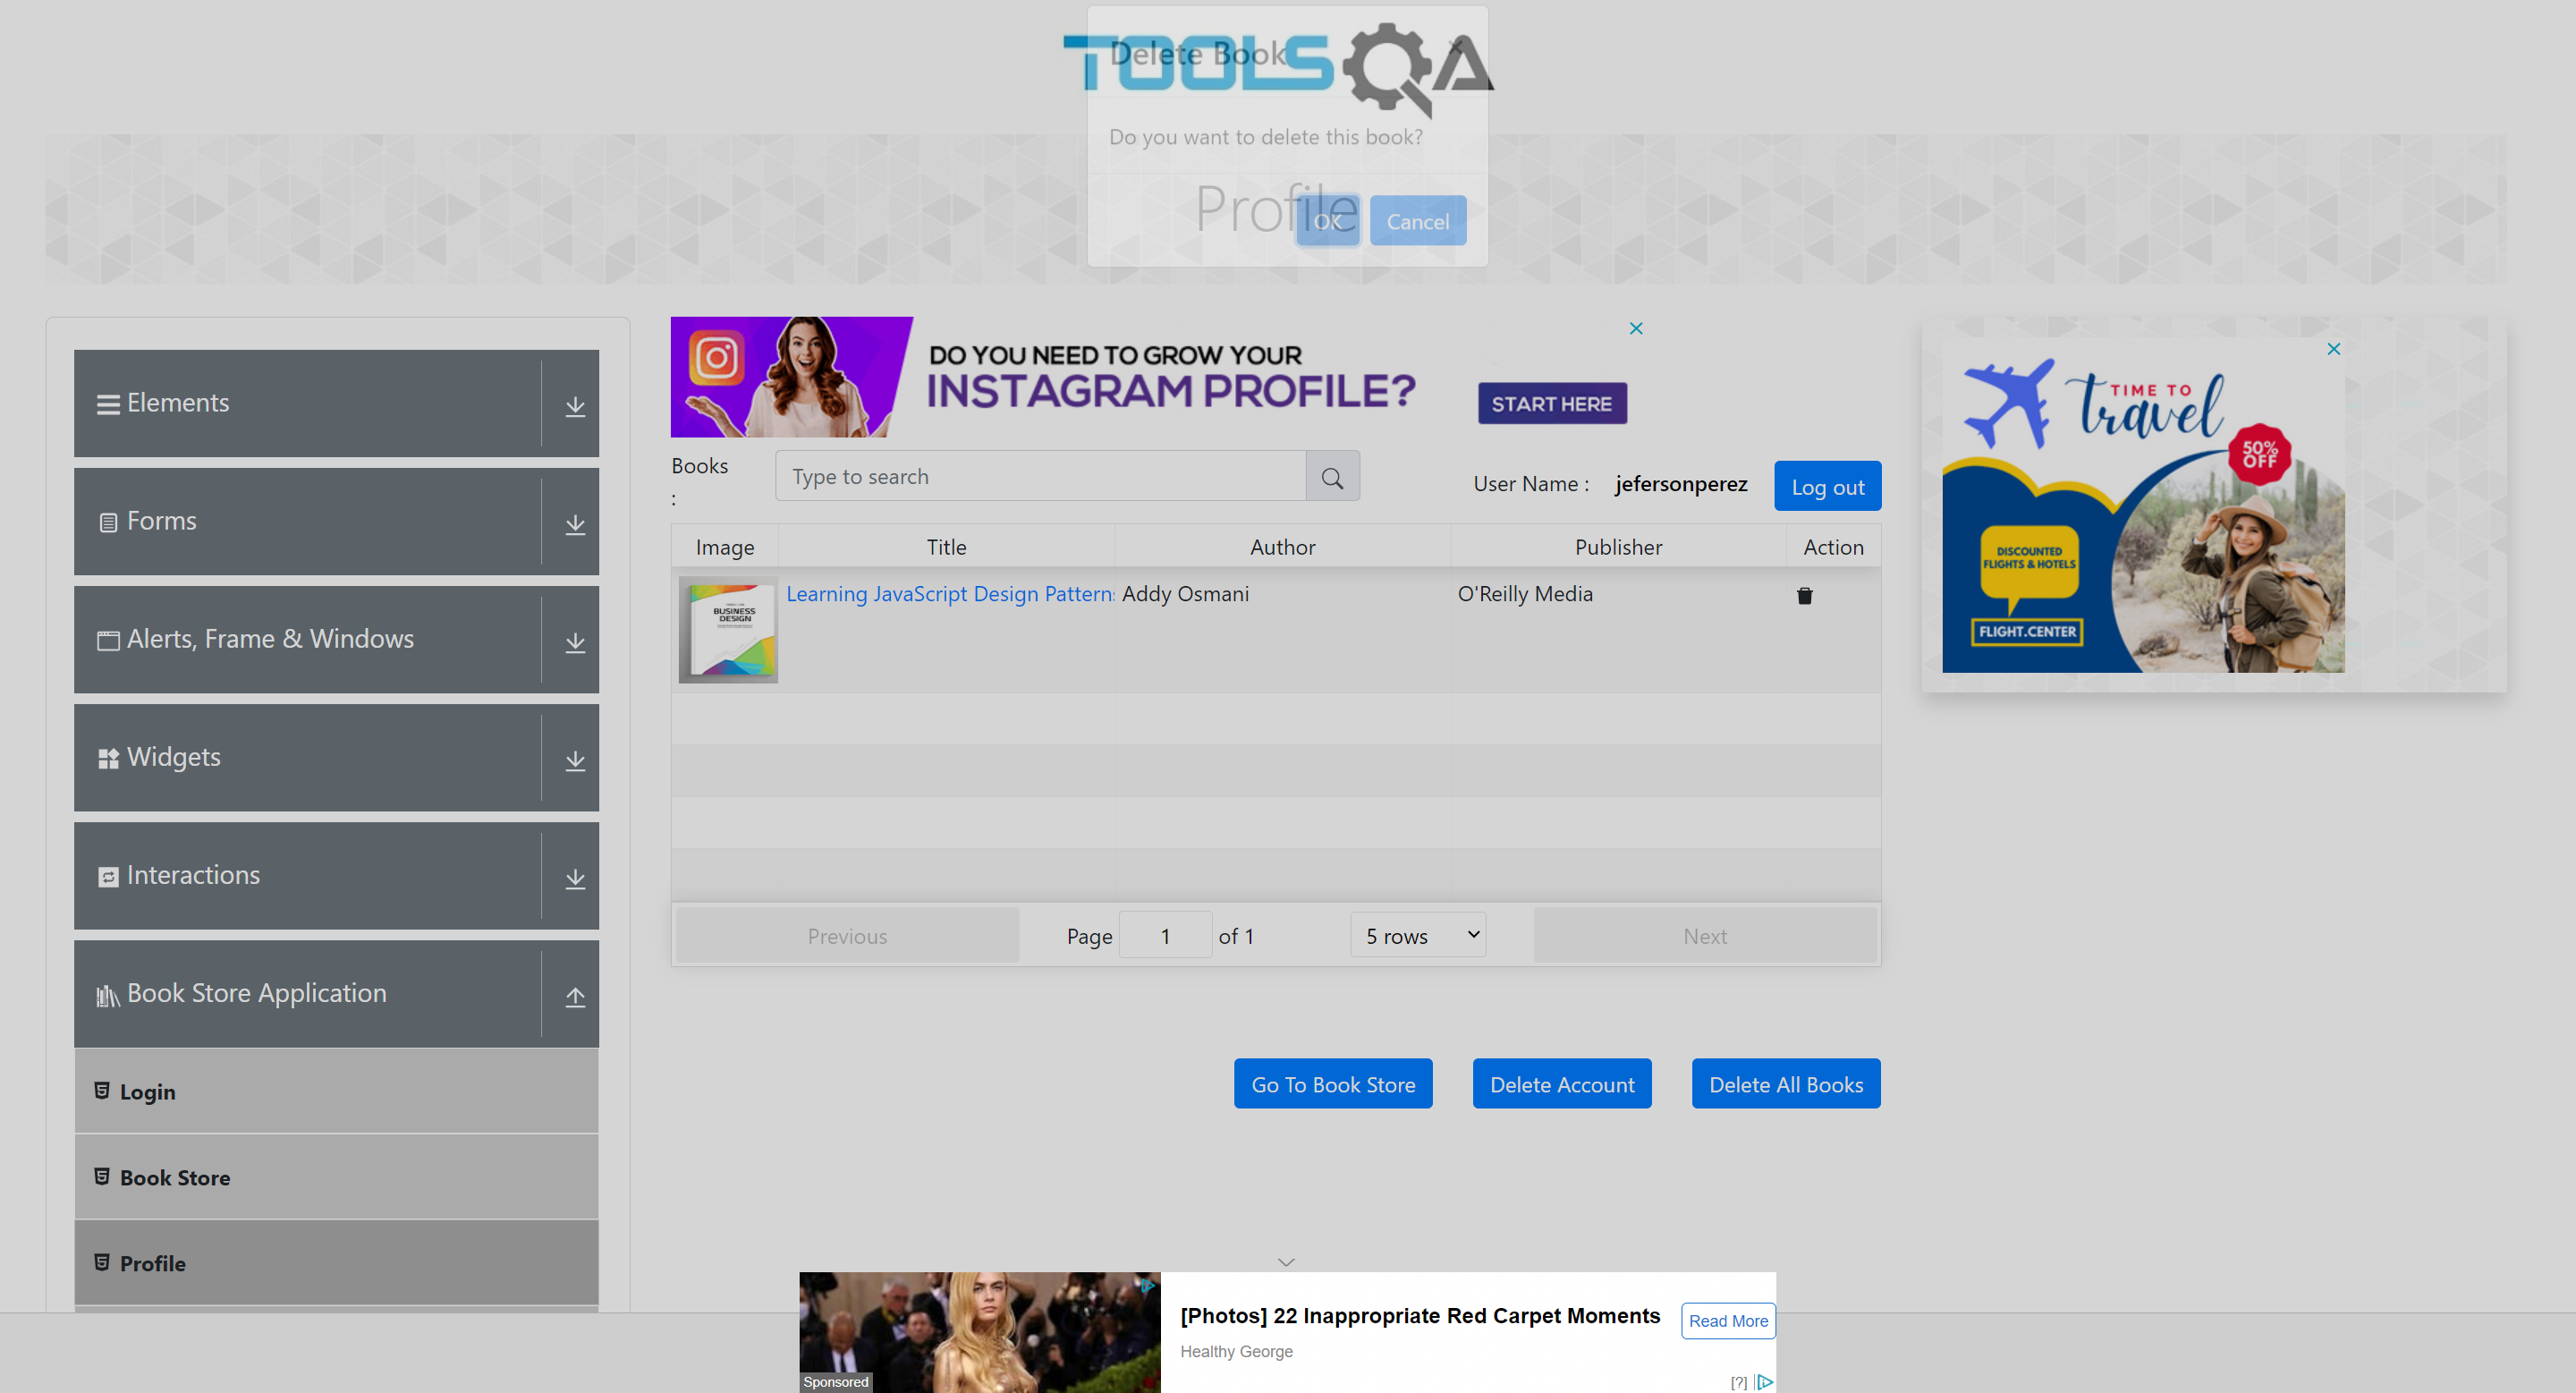 TOOLSQA
Delete Book
Do you want to delete this book?
Profile
OK Cancel
Elements
Forms
Alerts, Frame & Windows
Widgets
Interactions
Book Store Application
Login
Book Store
Profile
DO YOU NEED TO GROW YOUR
INSTAGRAM PROFILE?
START HERE
Books
:
Type to search
User Name : jefersonperez Log out
Image Title Author Publisher Action
BUSINESS
DESIGN
Learning JavaScript Design Patterns Addy Osmani O'Reilly Media
Previous Page 1 of 1 5 rows Next
Go To Book Store Delete Account Delete All Books
TIME TO
travel
50%
OFF
DISCOUNTED
FLIGHTS & HOTELS
FLIGHT.CENTER
[Photos] 22 Inappropriate Red Carpet Moments
Healthy George
Read More
Sponsored
[?]